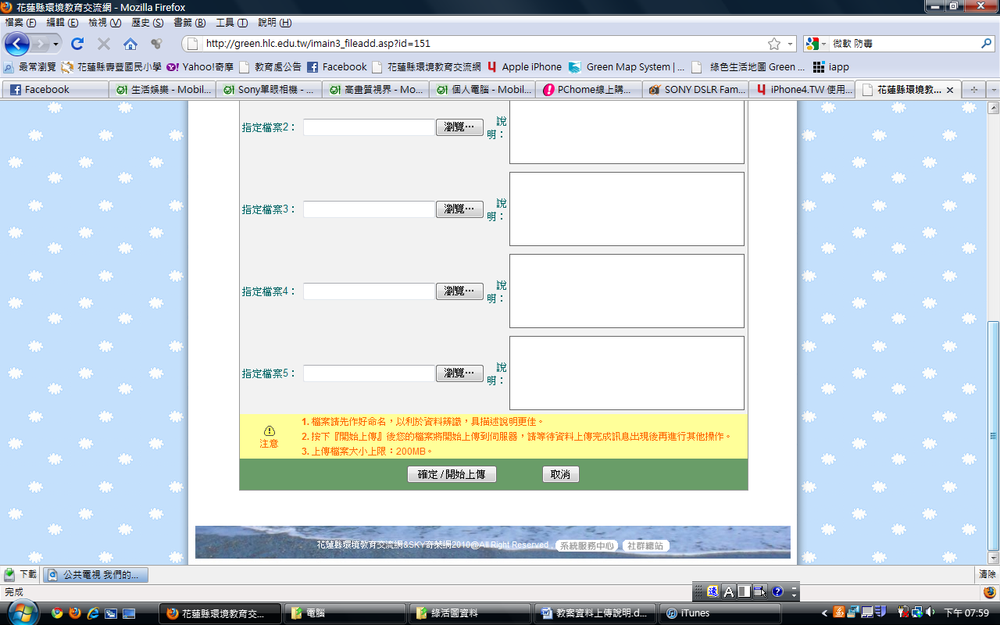 花蓮縣環境教育交流網 - Mozilla Firefox
檔案 (F) 編輯 (E) 檢視 (V) 歷史 (S) 書籤 (B) 工具 (T) 說明 (H)
http://green.hlc.edu.tw/imain3_fileadd.asp?id=151 微軟 防毒
最常瀏覽 花蓮縣壽豐國民小學 Yahoo!奇摩 教育處公告 Facebook 花蓮縣環境教育交流網 Apple iPhone Green Map System | ... 綠色生活地圖 Green ... iapp
Facebook 生活娛樂 - Mobil... Sony單眼相機 - ... 高畫質視界 - Mo... 個人電腦 - Mobil... PChome線上購... SONY DSLR Fam... iPhone4.TW 使用... 花蓮縣環境教...
指定檔案2： 瀏覽… 說明：
指定檔案3： 瀏覽… 說明：
指定檔案4： 瀏覽… 說明：
指定檔案5： 瀏覽… 說明：
注意
1. 檔案請先作好命名，以利於資料辨識，具描述說明更佳。
2. 按下『開始上傳』後您的檔案將開始上傳到伺服器，請等待資料上傳完成訊息出現後再進行其他操作。
3. 上傳檔案大小上限：200MB。
確定 / 開始上傳 取消
花蓮縣環境教育交流網&SKY奇萊網2010@All Right Reserved . 系統服務中心 社群總站
下載 公共電視 我們的... 清除
完成 速 A
花蓮縣環境教育交... 電腦 綠活圖資料 教案資料上傳說明.d... iTunes 下午 07:59